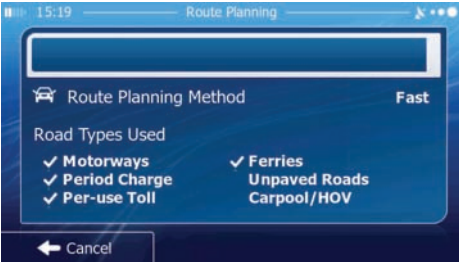 15:19 Route Planning
Route Planning Method Fast
Road Types Used
Motorways Ferries
Period Charge Unpaved Roads
Per-use Toll Carpool/HOV
Cancel